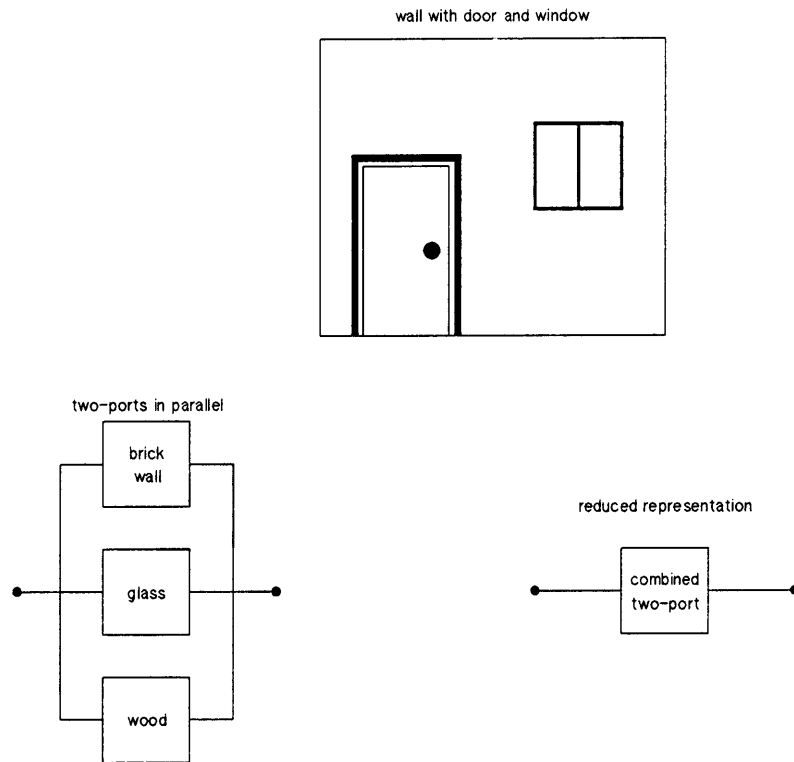 wall with door and window
two-ports in parallel
brick
wall
glass
wood
reduced representation
combined
two-port